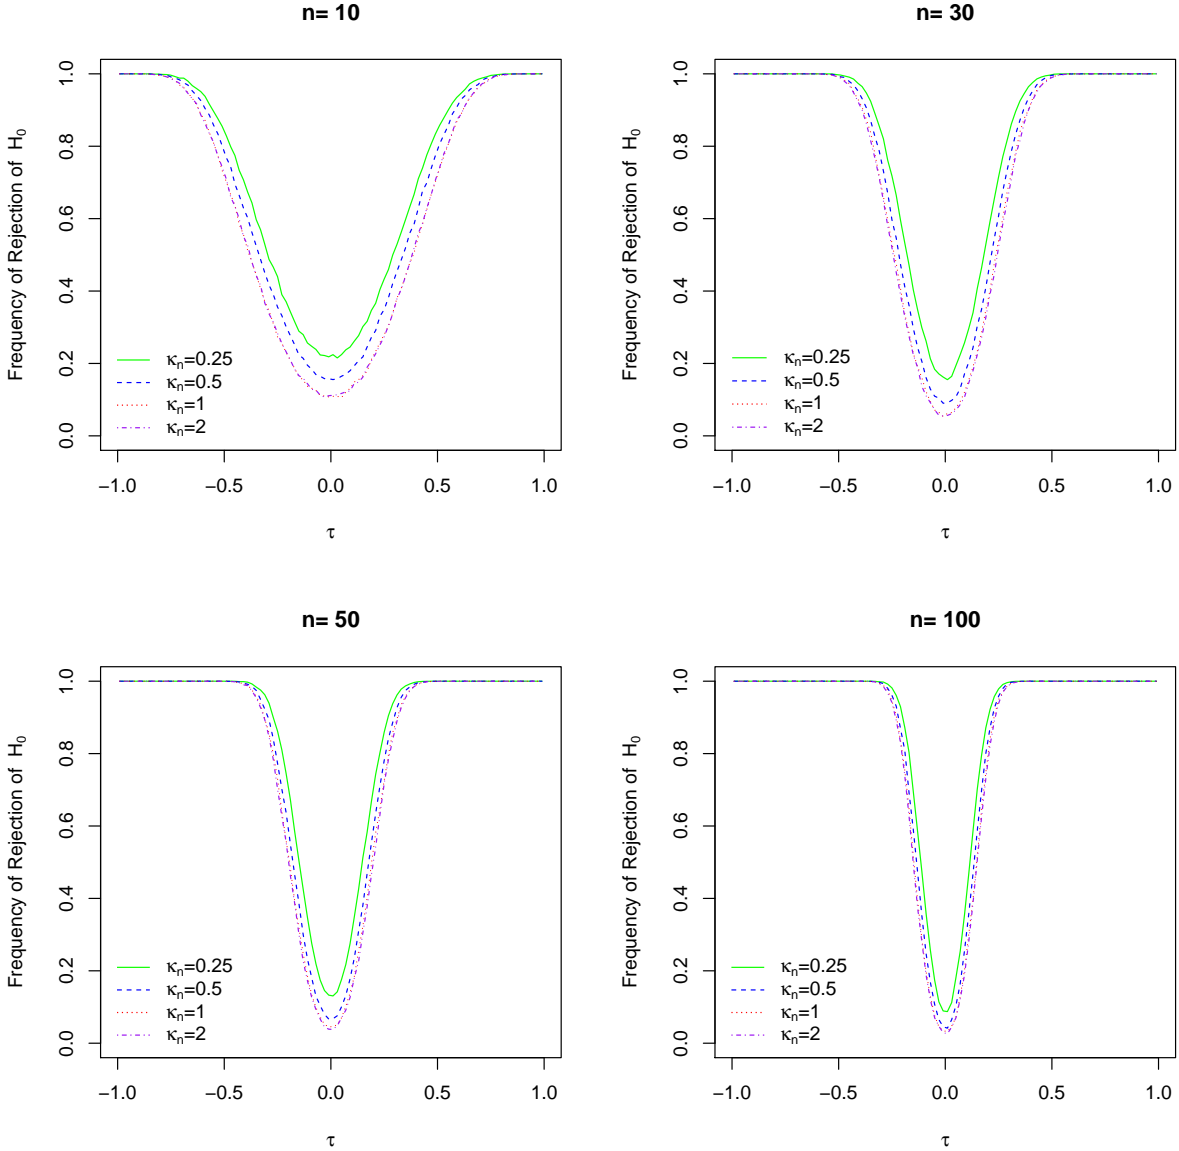 n= 10
Frequency of Rejection of H₀
1.0
0.8
0.6
0.4
0.2
0.0
κₙ=0.25
κₙ=0.5
κₙ=1
κₙ=2
−1.0 −0.5 0.0 0.5 1.0
τ
n= 30
Frequency of Rejection of H₀
1.0
0.8
0.6
0.4
0.2
0.0
κₙ=0.25
κₙ=0.5
κₙ=1
κₙ=2
−1.0 −0.5 0.0 0.5 1.0
τ
n= 50
Frequency of Rejection of H₀
1.0
0.8
0.6
0.4
0.2
0.0
κₙ=0.25
κₙ=0.5
κₙ=1
κₙ=2
−1.0 −0.5 0.0 0.5 1.0
τ
n= 100
Frequency of Rejection of H₀
1.0
0.8
0.6
0.4
0.2
0.0
κₙ=0.25
κₙ=0.5
κₙ=1
κₙ=2
−1.0 −0.5 0.0 0.5 1.0
τ